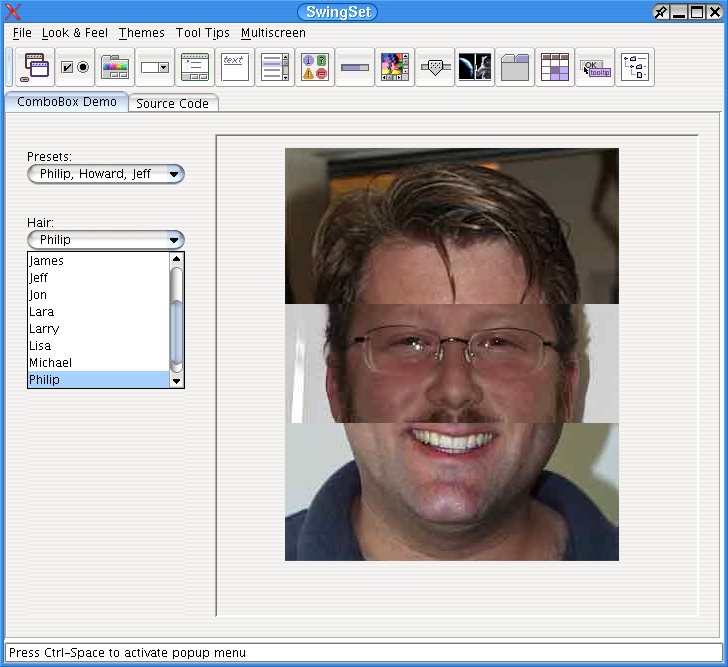 SwingSet
File Look & Feel Themes Tool Tips Multiscreen
text
OK
tooltip
ComboBox Demo Source Code
Presets:
Philip, Howard, Jeff
Hair:
Philip
James
Jeff
Jon
Lara
Larry
Lisa
Michael
Philip
Press Ctrl-Space to activate popup menu